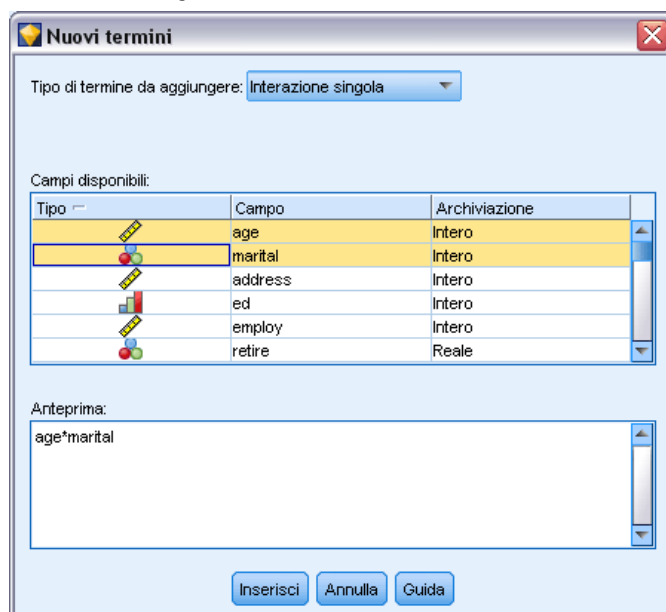 Nuovi termini
Tipo di termine da aggiungere: Interazione singola
Campi disponibili:
Tipo Campo Archiviazione
age Intero
marital Intero
address Intero
ed Intero
employ Intero
retire Reale
Anteprima:
age*marital
Inserisci Annulla Guida